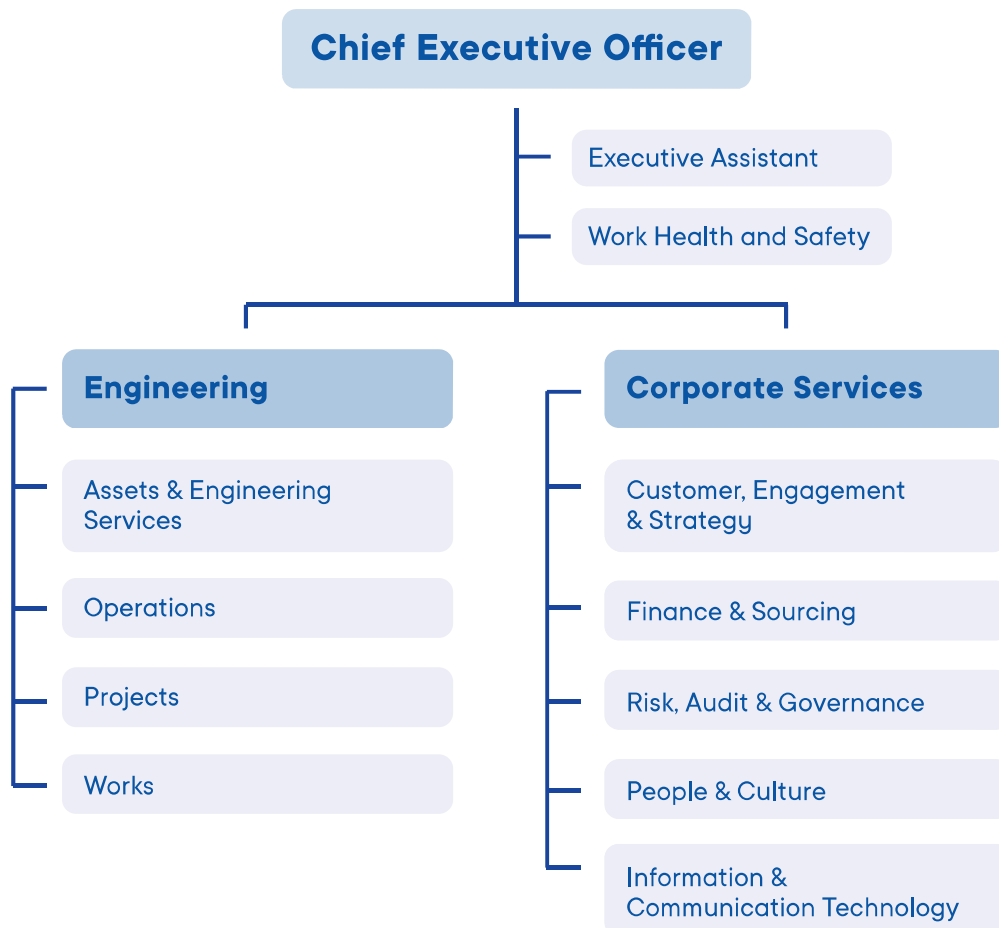 Chief Executive Officer
Executive Assistant
Work Health and Safety
Engineering
Assets & Engineering
Services
Operations
Projects
Works
Corporate Services
Customer, Engagement
& Strategy
Finance & Sourcing
Risk, Audit & Governance
People & Culture
Information &
Communication Technology